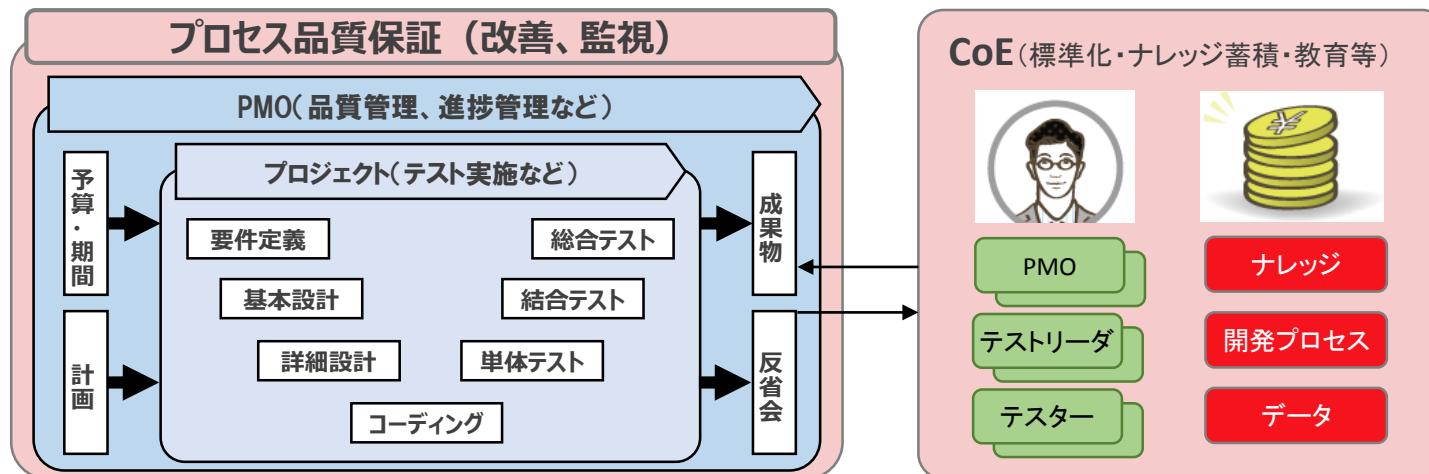 プロセス品質保証（改善、監視）
PMO（品質管理、進捗管理など）
プロジェクト（テスト実施など）
予算・期間
計画
要件定義
基本設計
詳細設計
コーディング
単体テスト
結合テスト
総合テスト
成果物
反省会
CoE（標準化・ナレッジ蓄積・教育等）
¥
PMO
テストリーダ
テスター
ナレッジ
開発プロセス
データ